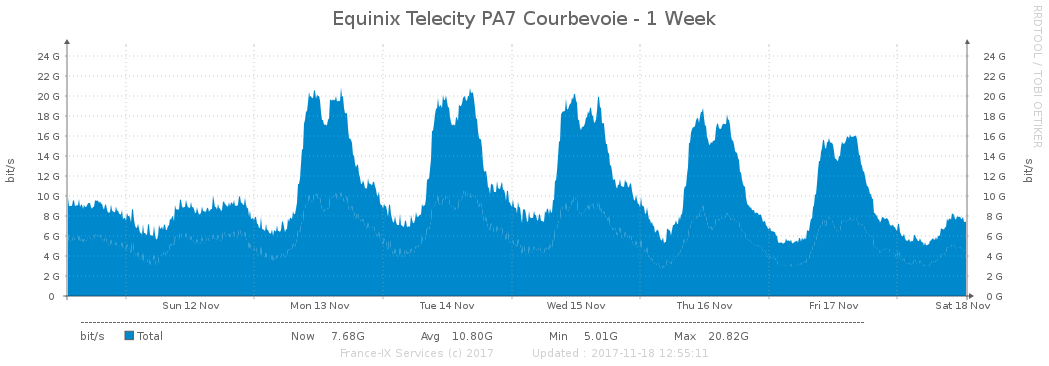 Equinix Telecity PA7 Courbevoie - 1 Week
RRDTOOL / TOBI OETIKER
24 G 24 G
22 G 22 G
20 G 20 G
18 G 18 G
16 G 16 G
14 G 14 G
12 G 12 G
10 G 10 G
8 G 8 G
6 G 6 G
4 G 4 G
2 G 2 G
0 0 G
bit/s
bit/s
Sun 12 Nov Mon 13 Nov Tue 14 Nov Wed 15 Nov Thu 16 Nov Fri 17 Nov Sat 18 Nov
bit/s Total Now 7.68G Avg 10.80G Min 5.01G Max 20.82G
France-IX Services (c) 2017 Updated : 2017-11-18 12:55:11